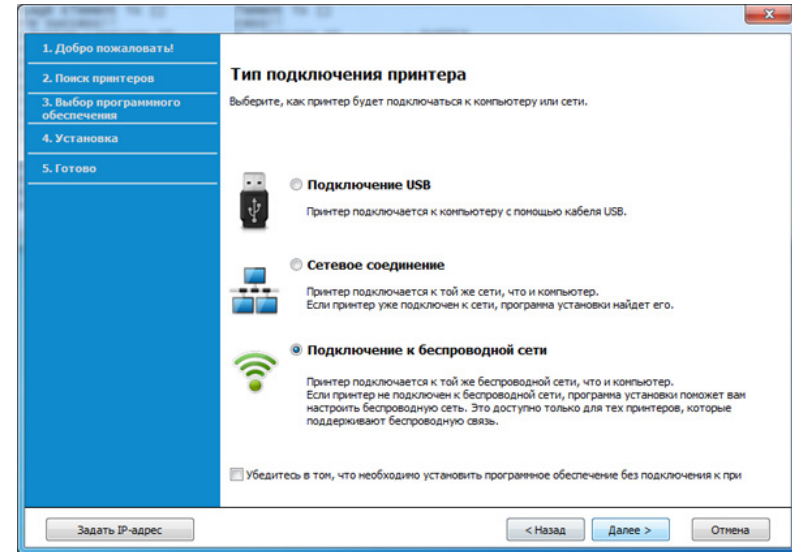 1. Добро пожаловать!
2. Поиск принтеров
3. Выбор программного
обеспечения
4. Установка
5. Готово
Тип подключения принтера
Выберите, как принтер будет подключаться к компьютеру или сети.
Подключение USB
Принтер подключается к компьютеру с помощью кабеля USB.
Сетевое соединение
Принтер подключается к той же сети, что и компьютер.
Если принтер уже подключен к сети, программа установки найдет его.
Подключение к беспроводной сети
Принтер подключается к той же беспроводной сети, что и компьютер.
Если принтер не подключен к беспроводной сети, программа установки поможет вам
настроить беспроводную сеть. Это доступно только для тех принтеров, которые
поддерживают беспроводную связь.
Убедитесь в том, что необходимо установить программное обеспечение без подключения к при
Задать IP-адрес
< Назад
Далее >
Отмена